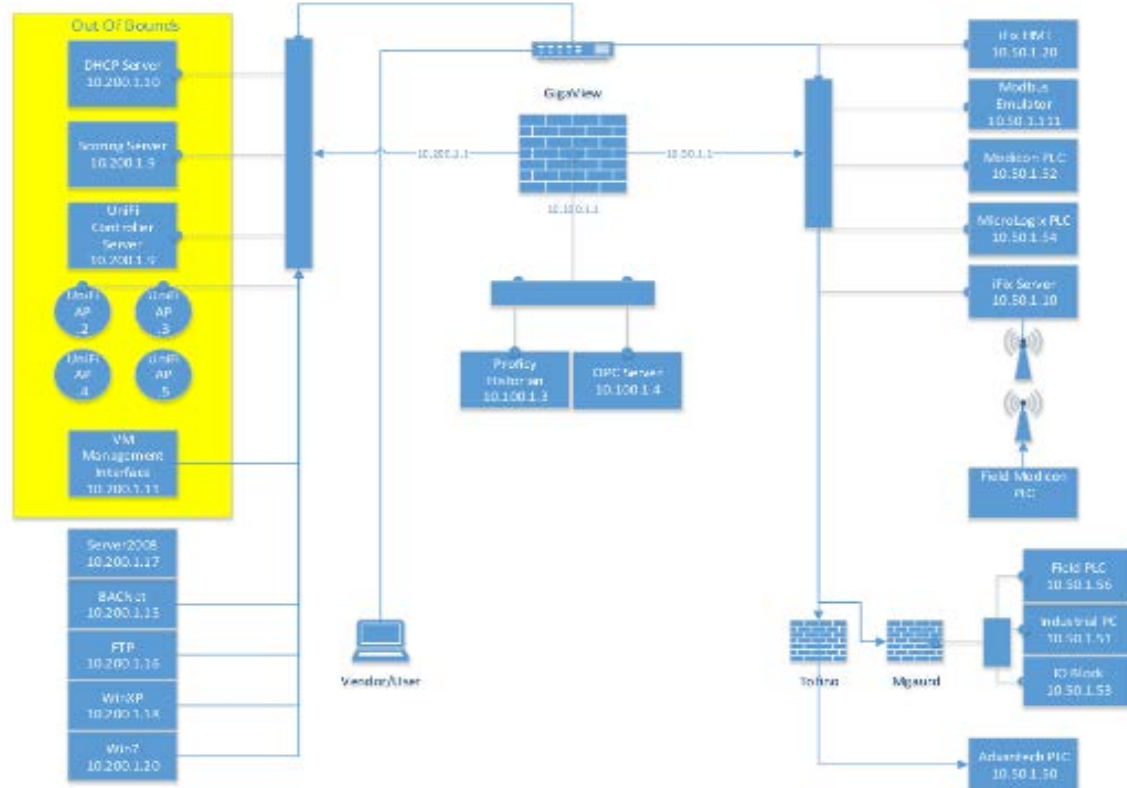 Out Of Bounds
DHCP Server
10.200.1.10
Scoring Server
10.200.1.9
UniFi
Controller
Server
10.200.1.9
UniFi
AP
.2
UniFi
AP
.3
UniFi
AP
.4
UniFi
AP
.5
VM
Management
Interface
10.200.1.11
Server2008
10.200.1.17
BACNet
10.200.1.15
FTP
10.200.1.16
WinXP
10.200.1.18
Win7
10.200.1.20
GigaView
10.200.1.1
10.50.1.1
10.100.1.1
Proficy
Historian
10.100.1.3
OPC Server
10.100.1.4
Vendor/User
iFix HMI
10.50.1.20
Modbus
Emulator
10.50.1.111
Modicon PLC
10.50.1.52
MicroLogix PLC
10.50.1.54
iFix Server
10.50.1.10
Field Modicon
PLC
Field PLC
10.50.1.56
Industrial PC
10.50.1.51
IO Block
10.50.1.53
Tofino
Mgaurd
Advantech PLC
10.50.1.50